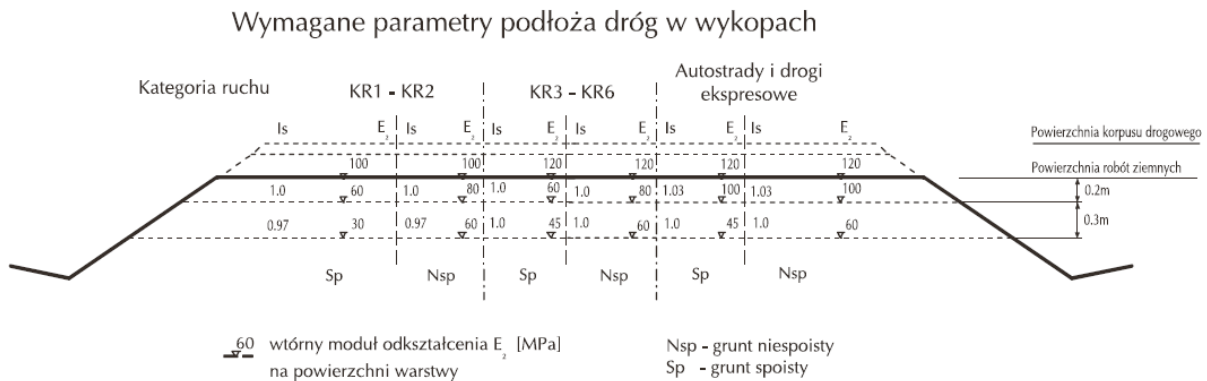 Wymagane parametry podłoża dróg w wykopach
Kategoria ruchu KR1 - KR2 KR3 - KR6 Autostrady i drogi
ekspresowe
Is E₂ Is E₂ Is E₂ Is E₂ Is E₂ Is E₂
Powierzchnia korpusu drogowego
100 100 120 120 120 120
Powierzchnia robót ziemnych
1.0 60 1.0 80 1.0 60 1.0 80 1.03 100 1.03 100 0.2m
0.97 30 0.97 60 1.0 45 1.0 60 1.0 45 1.0 60 0.3m
Sp Nsp Sp Nsp Sp Nsp
60 wtórny moduł odkształcenia E₂ [MPa]
na powierzchni warstwy
Nsp - grunt niespoisty
Sp - grunt spoisty